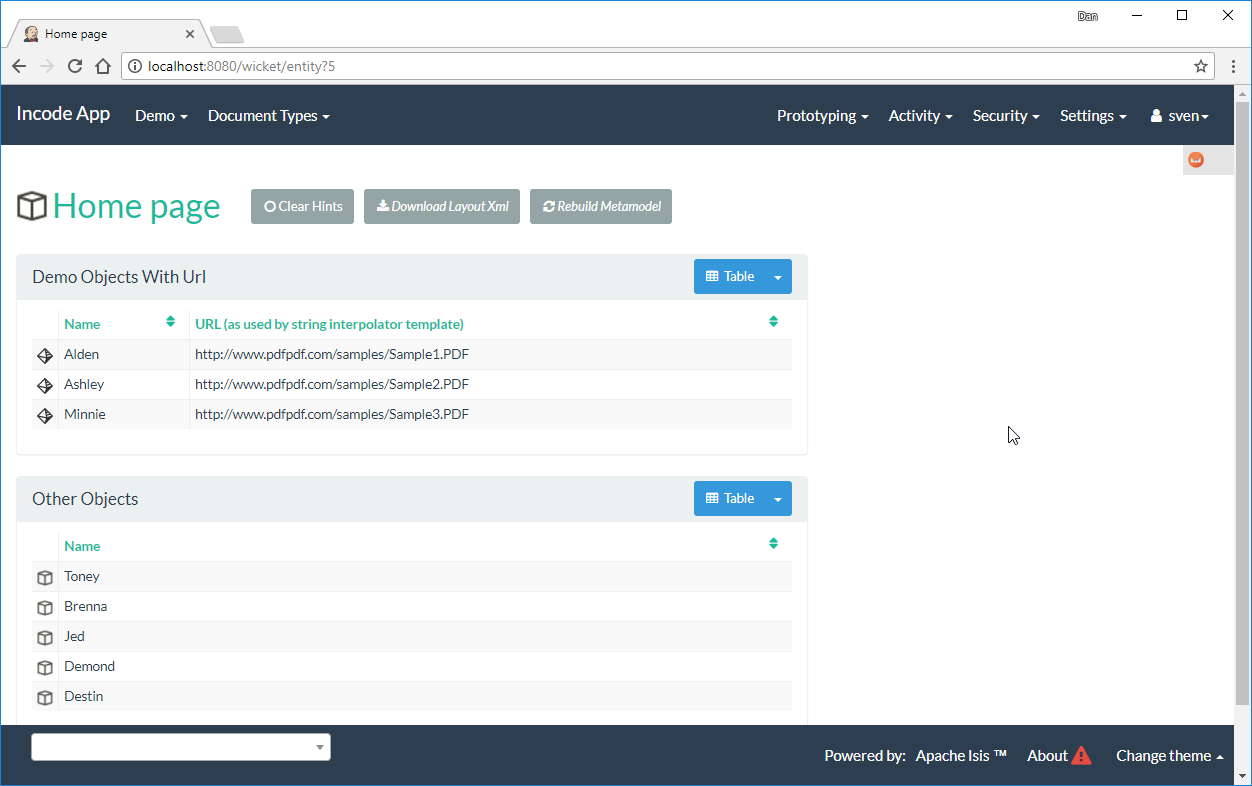 Dan
Home page
localhost:8080/wicket/entity?5
Incode App Demo Document Types Prototyping Activity Security Settings sven
Home page Clear Hints Download Layout Xml Rebuild Metamodel
Demo Objects With Url Table
Name URL (as used by string interpolator template)
Alden http://www.pdfpdf.com/samples/Sample1.PDF
Ashley http://www.pdfpdf.com/samples/Sample2.PDF
Minnie http://www.pdfpdf.com/samples/Sample3.PDF
Other Objects Table
Name
Toney
Brenna
Jed
Demond
Destin
Powered by: Apache Isis ™ About Change theme